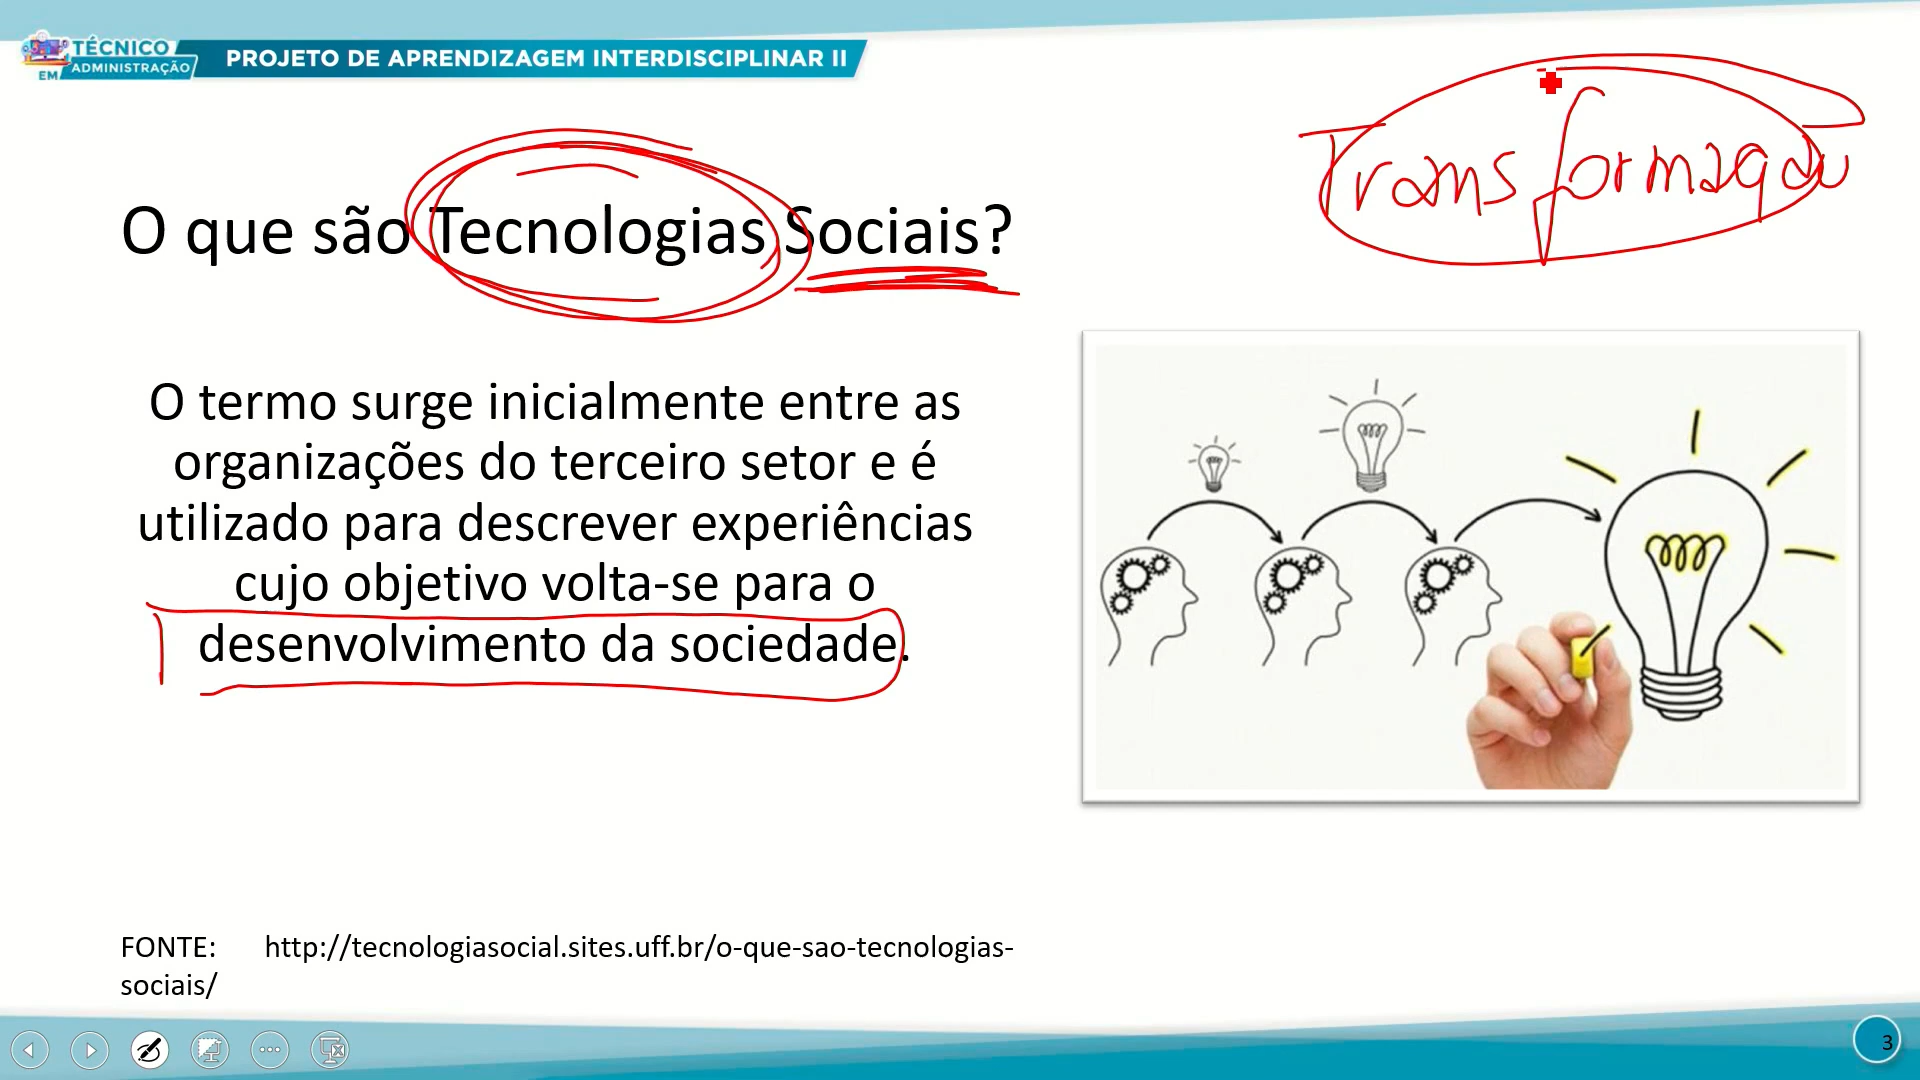 TÉCNICO
EM ADMINISTRAÇÃO
PROJETO DE APRENDIZAGEM INTERDISCIPLINAR II
Transformação
O que são Tecnologias Sociais?
O termo surge inicialmente entre as
organizações do terceiro setor e é
utilizado para descrever experiências
cujo objetivo volta-se para o
desenvolvimento da sociedade.
FONTE: http://tecnologiasocial.sites.uff.br/o-que-sao-tecnologias-
sociais/
3